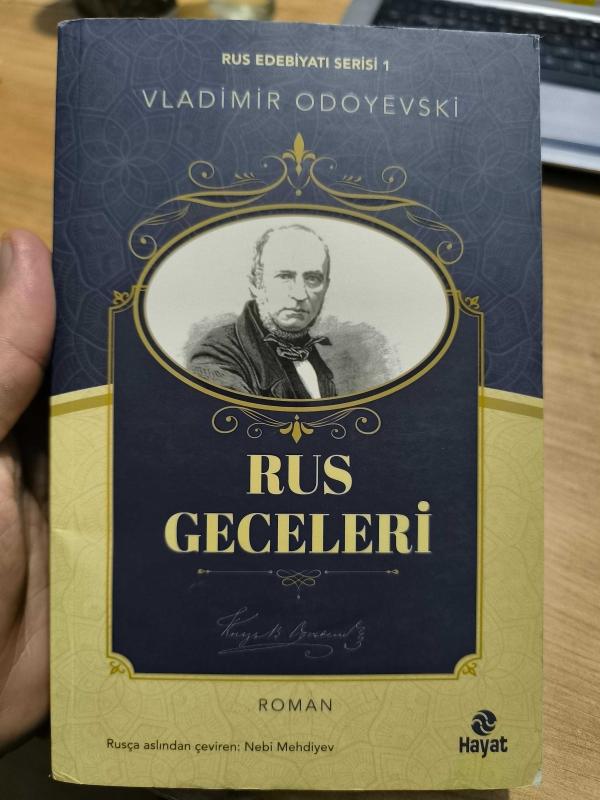 RUS EDEBİYATI SERİSİ 1
VLADİMİR ODOYEVSKİ
RUS
GECELERİ
ROMAN
Rusça aslından çeviren: Nebi Mehdiyev
Hayat